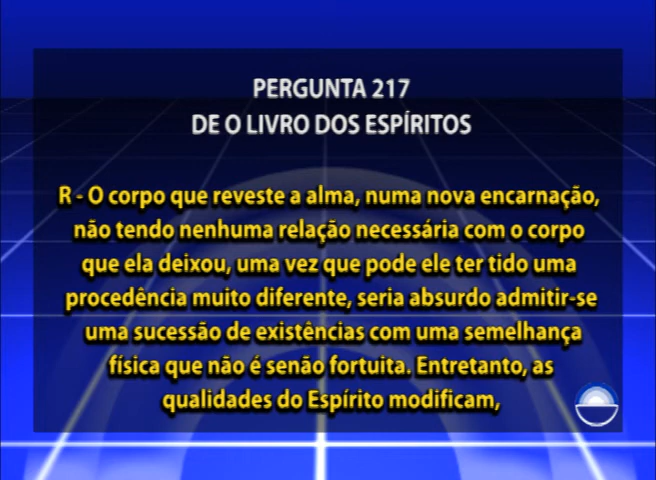 PERGUNTA 217
DE O LIVRO DOS ESPÍRITOS
R - O corpo que reveste a alma, numa nova encarnação,
não tendo nenhuma relação necessária com o corpo
que ela deixou, uma vez que pode ele ter tido uma
procedência muito diferente, seria absurdo admitir-se
uma sucessão de existências com uma semelhança
física que não é senão fortuita. Entretanto, as
qualidades do Espírito modificam,